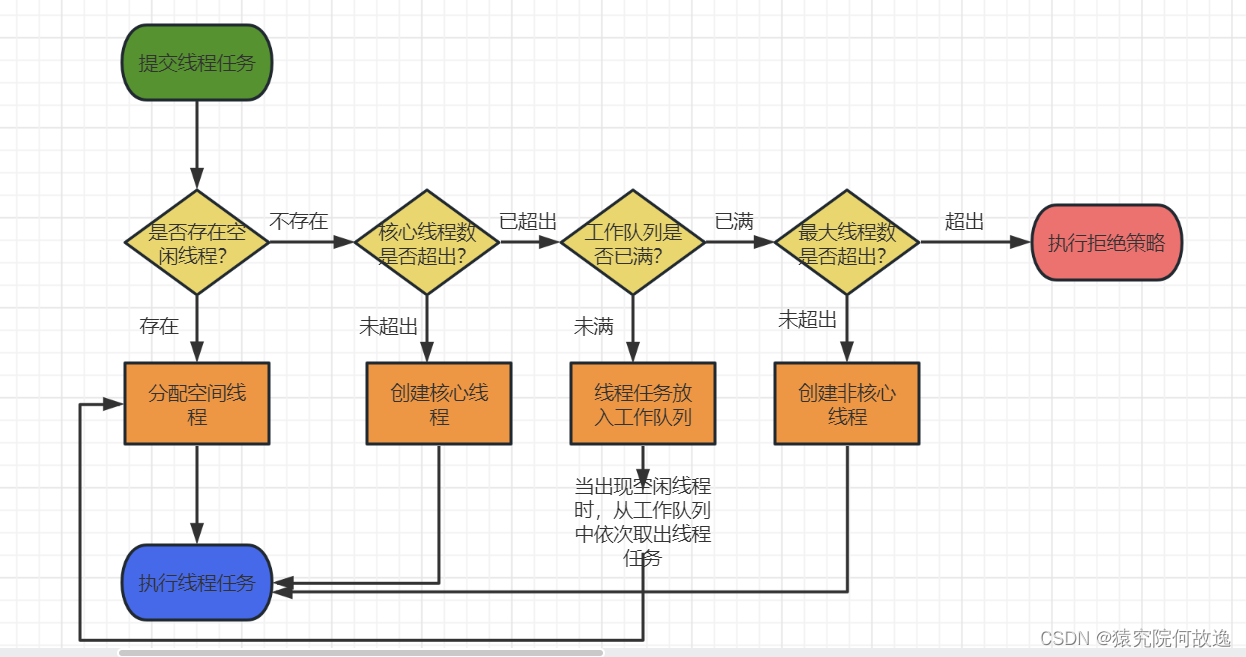 提交线程任务
是否存在空
闲线程?
不存在
核心线程数
是否超出?
已超出
工作队列是
否已满?
已满
最大线程数
是否超出?
超出
执行拒绝策略
存在
未超出
未满
未超出
分配空间线
程
创建核心线
程
线程任务放
入工作队列
创建非核心
线程
当出现空闲线程
时，从工作队列
中依次取出线程
任务
执行线程任务
CSDN @猿究院何故逸